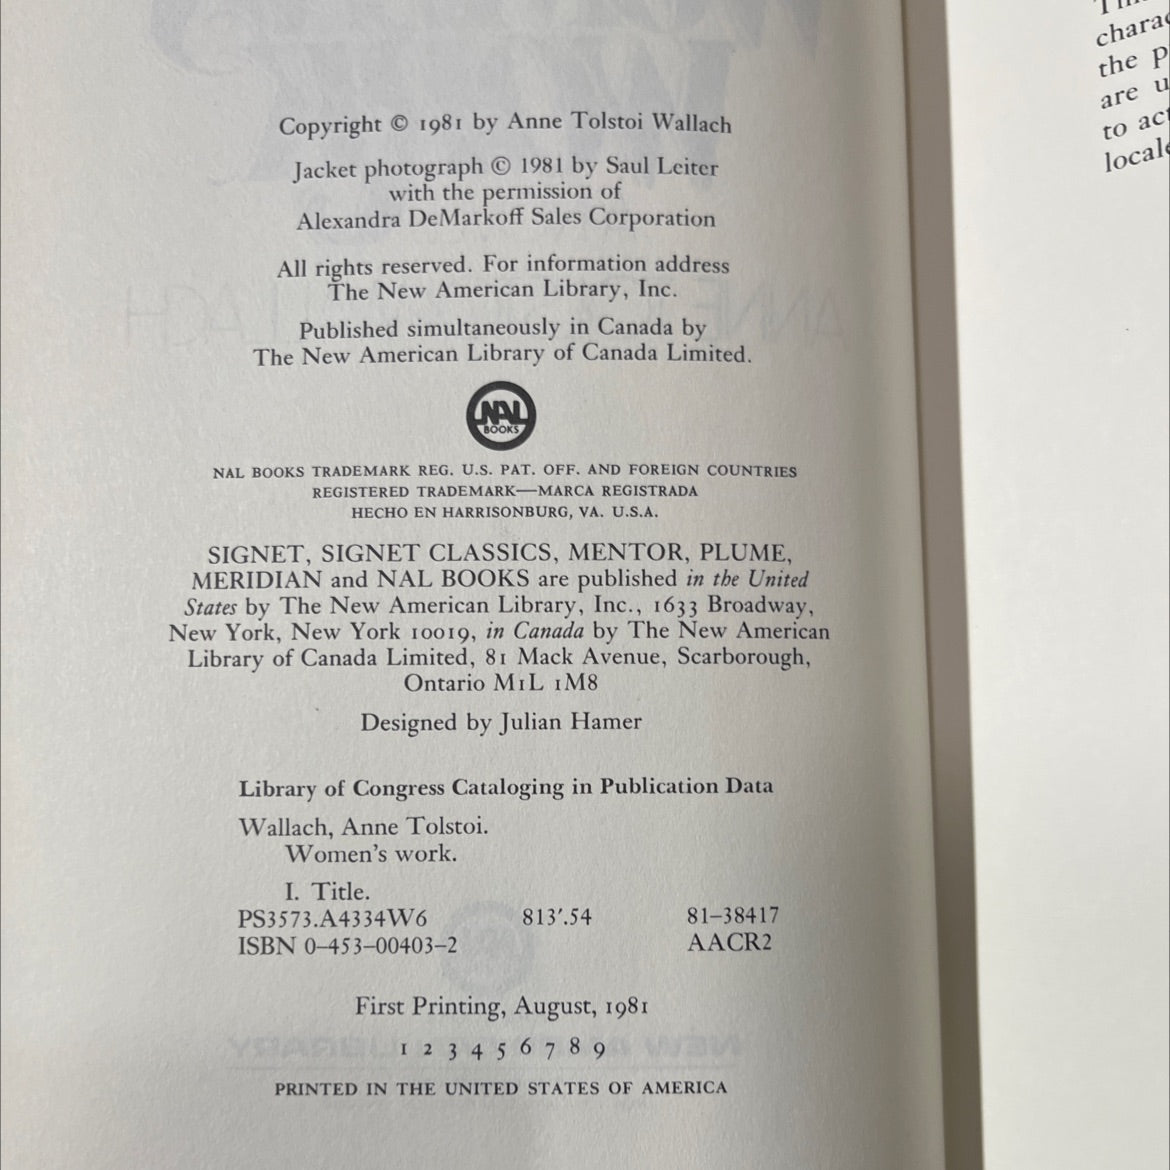 Copyright © 1981 by Anne Tolstoi Wallach
Jacket photograph © 1981 by Saul Leiter
with the permission of
Alexandra DeMarkoff Sales Corporation
All rights reserved. For information address
The New American Library, Inc.
Published simultaneously in Canada by
The New American Library of Canada Limited.
NAL
BOOKS
NAL BOOKS TRADEMARK REG. U.S. PAT. OFF. AND FOREIGN COUNTRIES
REGISTERED TRADEMARK—MARCA REGISTRADA
HECHO EN HARRISONBURG, VA. U.S.A.
SIGNET, SIGNET CLASSICS, MENTOR, PLUME,
MERIDIAN and NAL BOOKS are published in the United
States by The New American Library, Inc., 1633 Broadway,
New York, New York 10019, in Canada by The New American
Library of Canada Limited, 81 Mack Avenue, Scarborough,
Ontario M1L 1M8
Designed by Julian Hamer
Library of Congress Cataloging in Publication Data
Wallach, Anne Tolstoi.
Women's work.
I. Title.
PS3573.A4334W6 813'.54 81–38417
ISBN 0–453–00403–2 AACR2
First Printing, August, 1981
1 2 3 4 5 6 7 8 9
PRINTED IN THE UNITED STATES OF AMERICA
the
are
to